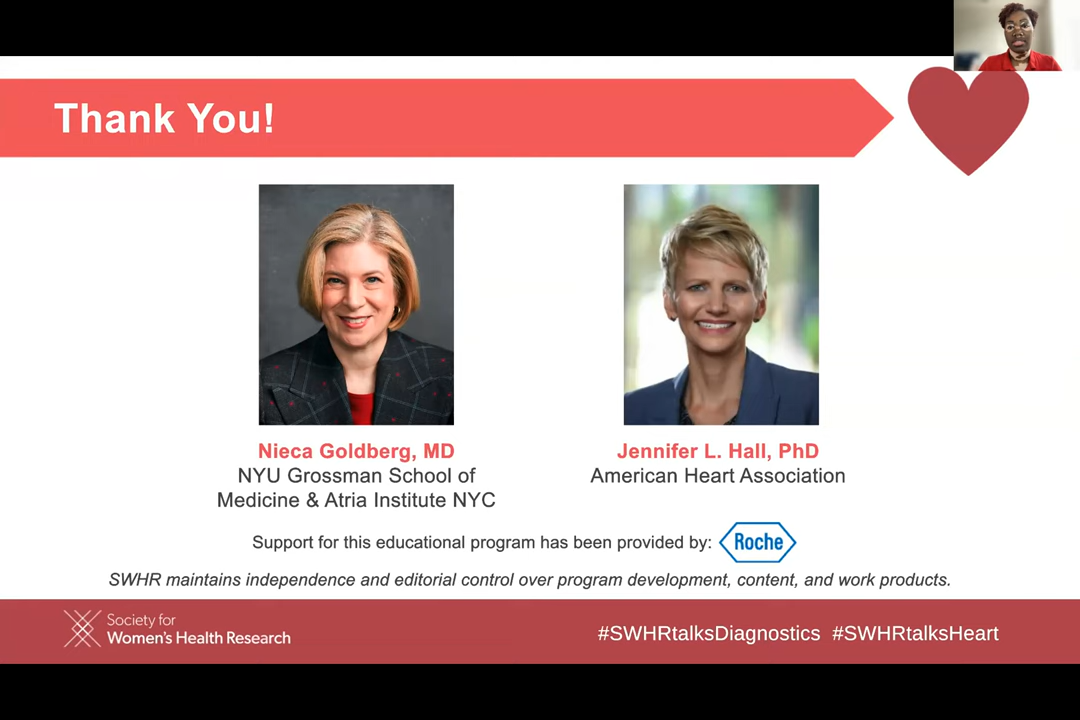 Thank You!
Nieca Goldberg, MD
NYU Grossman School of
Medicine & Atria Institute NYC
Jennifer L. Hall, PhD
American Heart Association
Support for this educational program has been provided by: Roche
SWHR maintains independence and editorial control over program development, content, and work products.
Society for
Women's Health Research
#SWHRtalksDiagnostics #SWHRtalksHeart